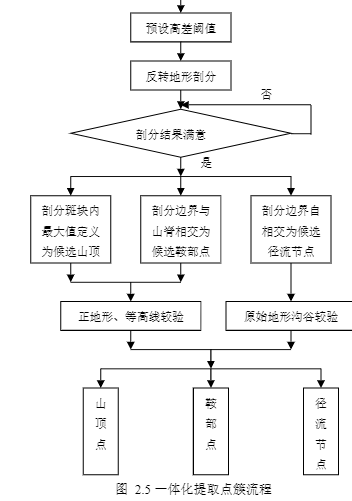 预设高差阈值
反转地形剖分
否
剖分结果满意
是
剖分斑块内
最大值定义
为候选山顶
剖分边界与
山脊相交为
候选鞍部点
剖分边界自
相交为候选
径流节点
正地形、等高线较验
原始地形沟谷较验
山
顶
点
鞍
部
点
径
流
节
点
图 2.5 一体化提取点簇流程